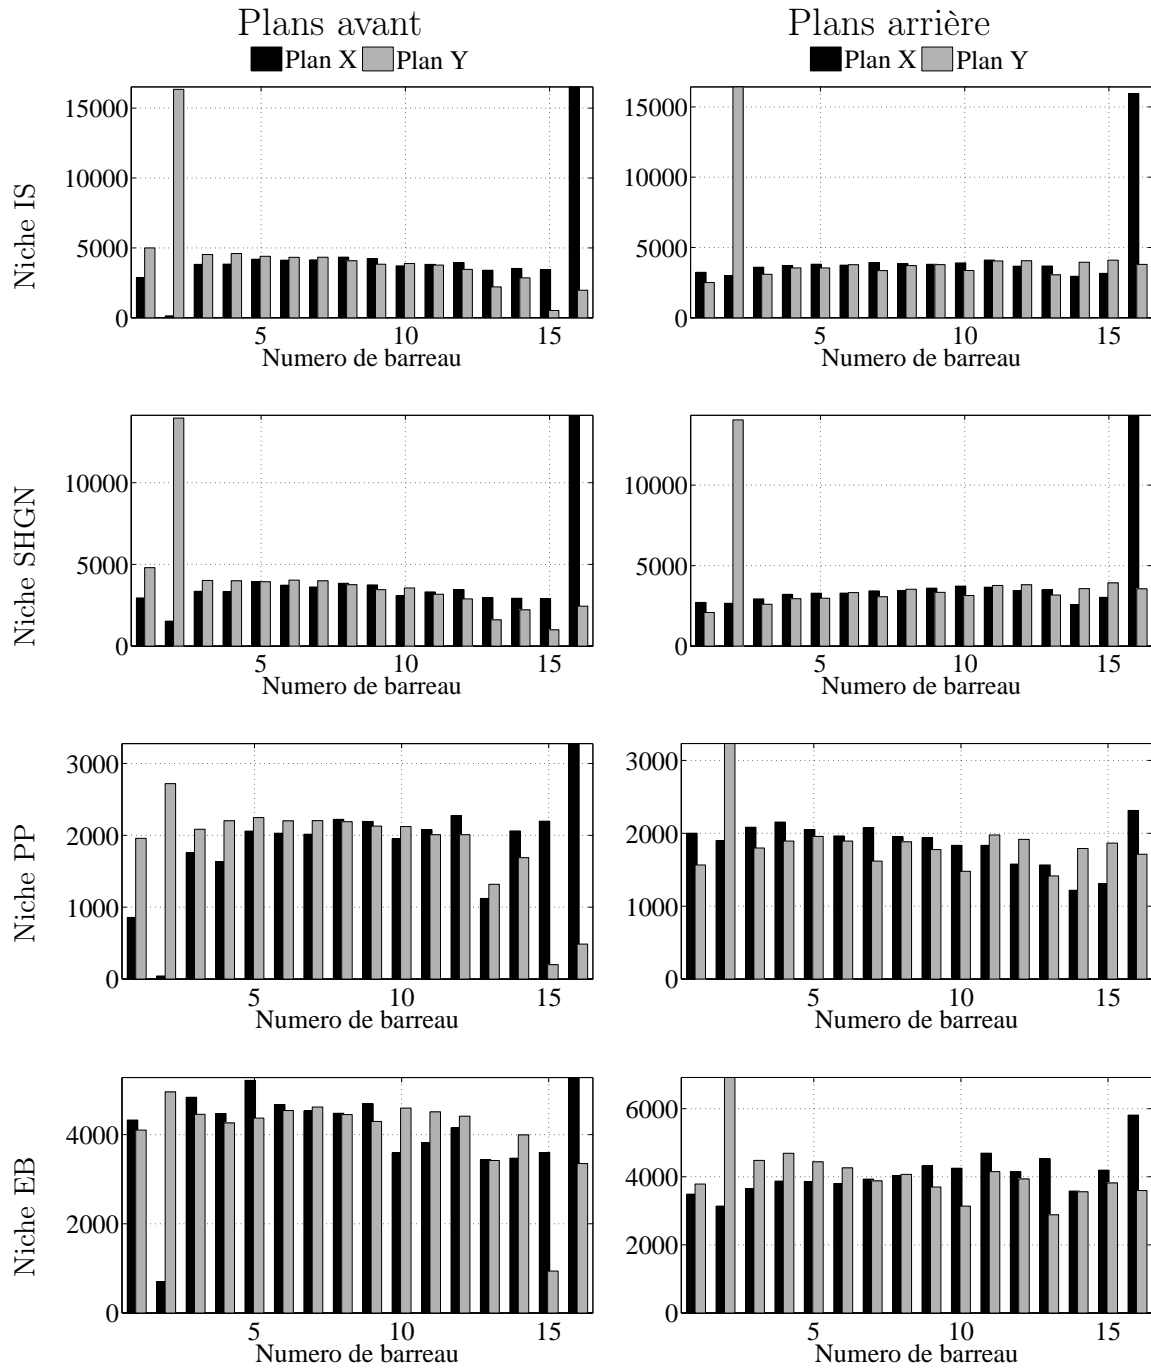 Plans avant
Plans arrière
Plan X
Plan Y
Plan X
Plan Y
Niche IS
15000
10000
5000
0
5
10
15
Numero de barreau
15000
10000
5000
0
5
10
15
Numero de barreau
Niche SHGN
10000
5000
0
5
10
15
Numero de barreau
10000
5000
0
5
10
15
Numero de barreau
Niche PP
3000
2000
1000
0
5
10
15
Numero de barreau
3000
2000
1000
0
5
10
15
Numero de barreau
Niche EB
4000
2000
0
5
10
15
Numero de barreau
6000
4000
2000
0
5
10
15
Numero de barreau